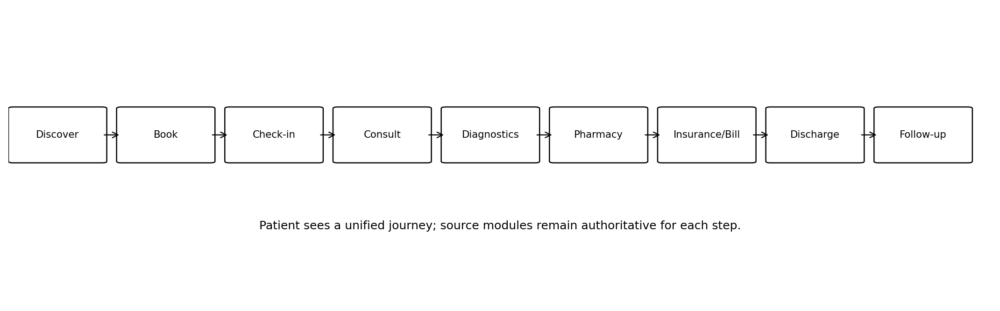 Discover
Book
Check-in
Consult
Diagnostics
Pharmacy
Insurance/Bill
Discharge
Follow-up
Patient sees a unified journey; source modules remain authoritative for each step.